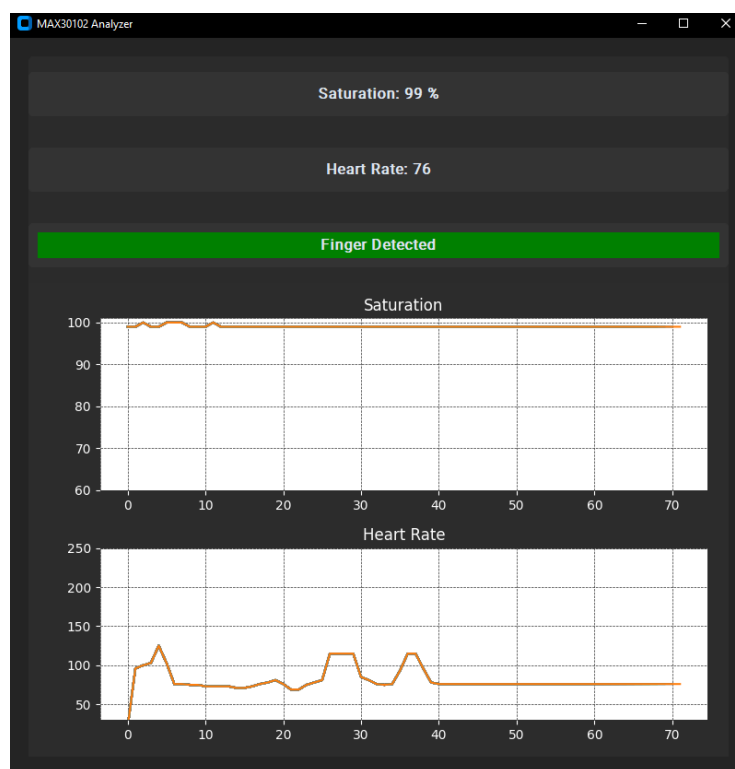 MAX30102 Analyzer
Saturation: 99 %
Heart Rate: 76
Finger Detected
Saturation
100
90
80
70
60
0 10 20 30 40 50 60 70
Heart Rate
250
200
150
100
50
0 10 20 30 40 50 60 70